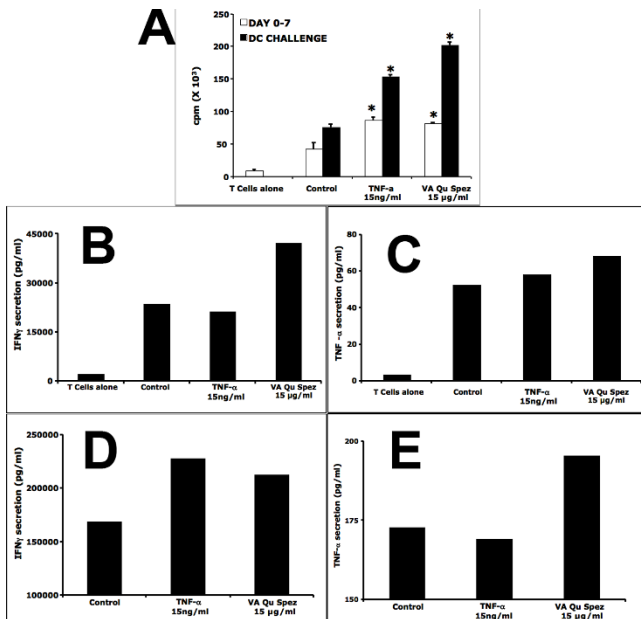 A
DAY 0-7
DC CHALLENGE
cpm (X 10³)
250
200
150
100
50
0
*
*
*
*
T Cells alone
Control
TNF-a
15ng/ml
VA Qu Spez
15 µg/ml
B
IFNγ secretion (pg/ml)
45000
30000
15000
0
T Cells alone
Control
TNF-α
15ng/ml
VA Qu Spez
15 µg/ml
C
TNF -α secretion (pg/ml)
80
60
40
20
0
T Cells alone
Control
TNF-α
15ng/ml
VA Qu Spez
15 µg/ml
D
IFNγ secretion (pg/ml)
250000
200000
150000
100000
Control
TNF-α
15ng/ml
VA Qu Spez
15 µg/ml
E
TNF-α secretion (pg/ml)
200
175
150
Control
TNF-α
15ng/ml
VA Qu Spez
15 µg/ml